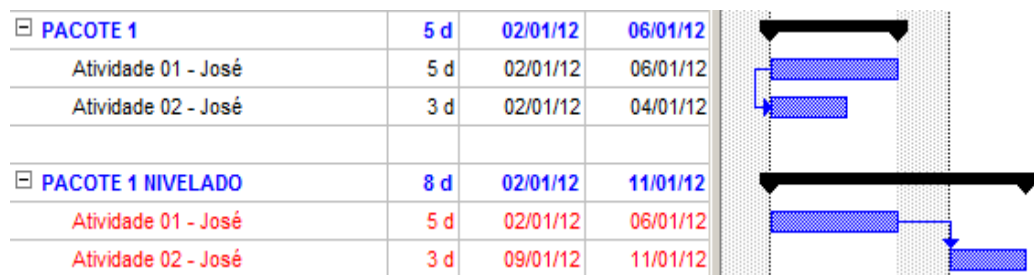 PACOTE 1 5 d 02/01/12 06/01/12
Atividade 01 - José 5 d 02/01/12 06/01/12
Atividade 02 - José 3 d 02/01/12 04/01/12
PACOTE 1 NIVELADO 8 d 02/01/12 11/01/12
Atividade 01 - José 5 d 02/01/12 06/01/12
Atividade 02 - José 3 d 09/01/12 11/01/12